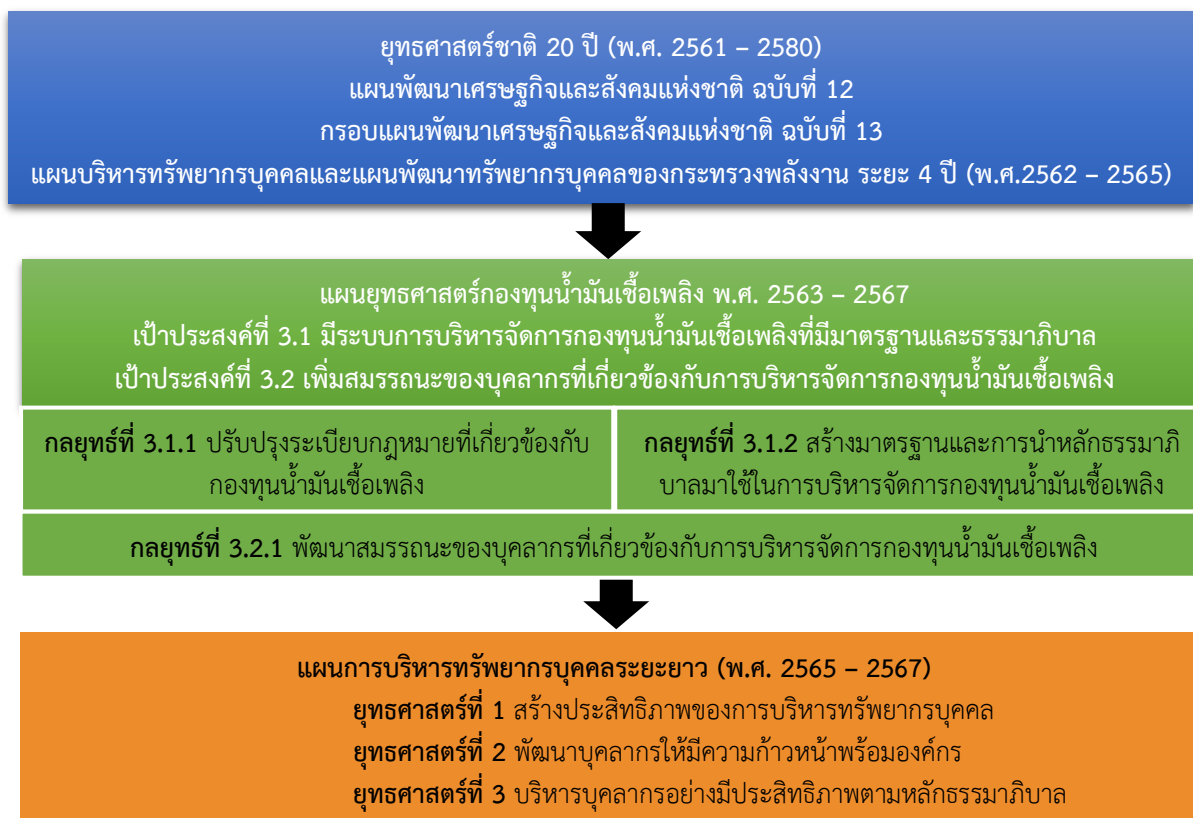 ยุทธศาสตร์ชาติ 20 ปี (พ.ศ. 2561 – 2580)
แผนพัฒนาเศรษฐกิจและสังคมแห่งชาติ ฉบับที่ 12
กรอบแผนพัฒนาเศรษฐกิจและสังคมแห่งชาติ ฉบับที่ 13
แผนบริหารทรัพยากรบุคคลและแผนพัฒนาทรัพยากรบุคคลของกระทรวงพลังงาน ระยะ 4 ปี (พ.ศ.2562 – 2565)
แผนยุทธศาสตร์กองทุนน้ำมันเชื้อเพลิง พ.ศ. 2563 – 2567
เป้าประสงค์ที่ 3.1 มีระบบการบริหารจัดการกองทุนน้ำมันเชื้อเพลิงที่มีมาตรฐานและธรรมาภิบาล
เป้าประสงค์ที่ 3.2 เพิ่มสมรรถนะของบุคลากรที่เกี่ยวข้องกับการบริหารจัดการกองทุนน้ำมันเชื้อเพลิง
กลยุทธ์ที่ 3.1.1 ปรับปรุงระเบียบกฎหมายที่เกี่ยวข้องกับ
กองทุนน้ำมันเชื้อเพลิง
กลยุทธ์ที่ 3.1.2 สร้างมาตรฐานและการนำหลักธรรมาภิ
บาลมาใช้ในการบริหารจัดการกองทุนน้ำมันเชื้อเพลิง
กลยุทธ์ที่ 3.2.1 พัฒนาสมรรถนะของบุคลากรที่เกี่ยวข้องกับการบริหารจัดการกองทุนน้ำมันเชื้อเพลิง
แผนการบริหารทรัพยากรบุคคลระยะยาว (พ.ศ. 2565 – 2567)
ยุทธศาสตร์ที่ 1 สร้างประสิทธิภาพของการบริหารทรัพยากรบุคคล
ยุทธศาสตร์ที่ 2 พัฒนาบุคลากรให้มีความก้าวหน้าพร้อมองค์กร
ยุทธศาสตร์ที่ 3 บริหารบุคลากรอย่างมีประสิทธิภาพตามหลักธรรมาภิบาล